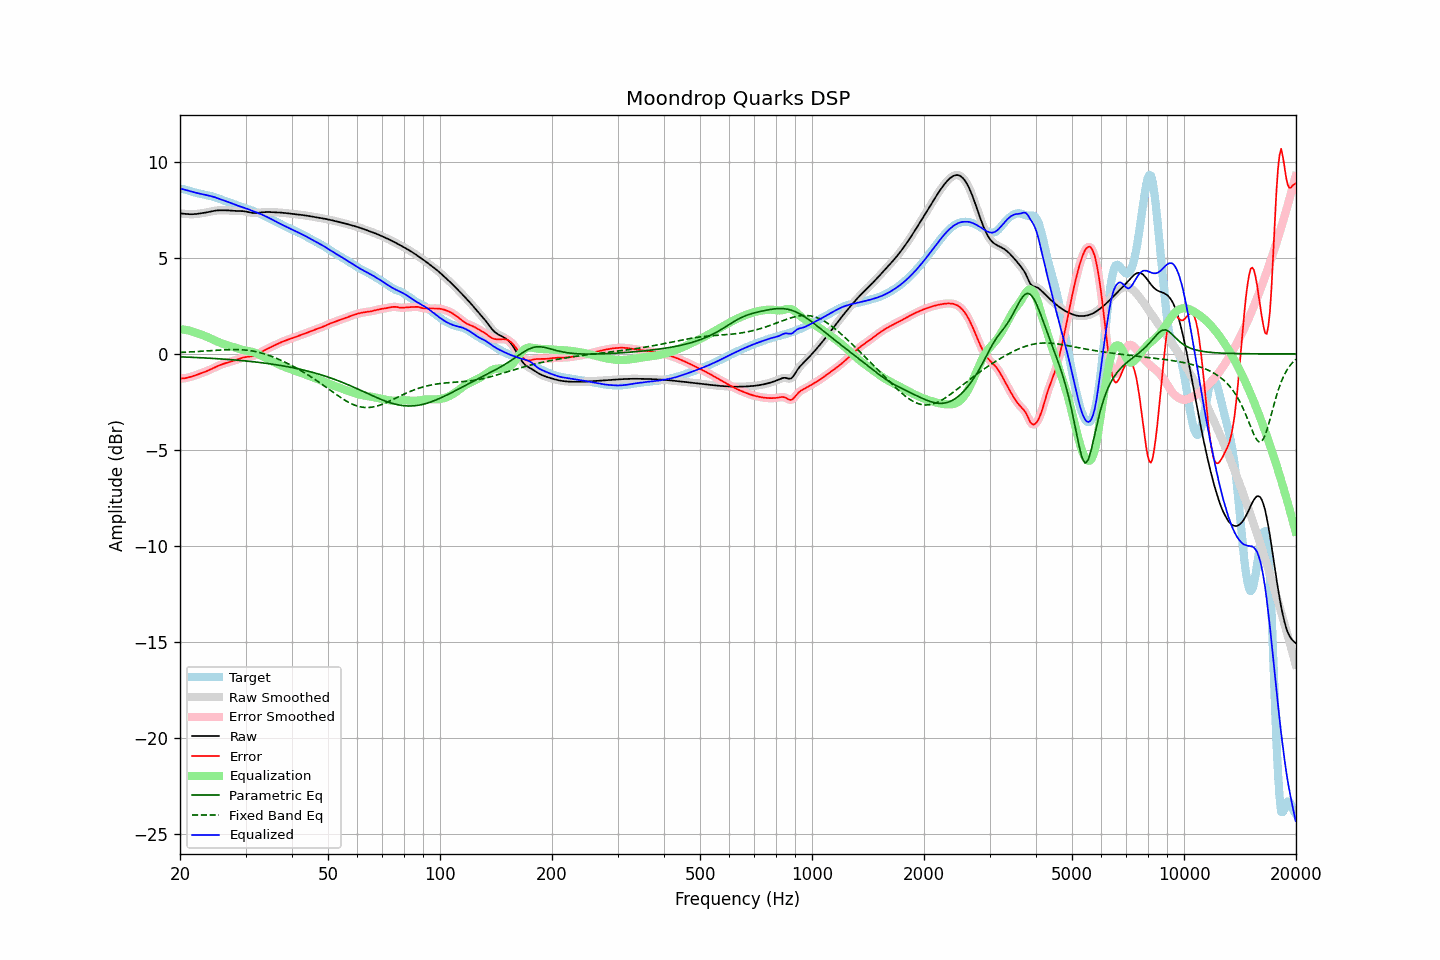 Moondrop Quarks DSP
10
5
0
−5
−10
−15
−20
−25
Amplitude (dBr)
Target
Raw Smoothed
Error Smoothed
Raw
Error
Equalization
Parametric Eq
Fixed Band Eq
Equalized
20 50 100 200 500 1000 2000 5000 10000 20000
Frequency (Hz)